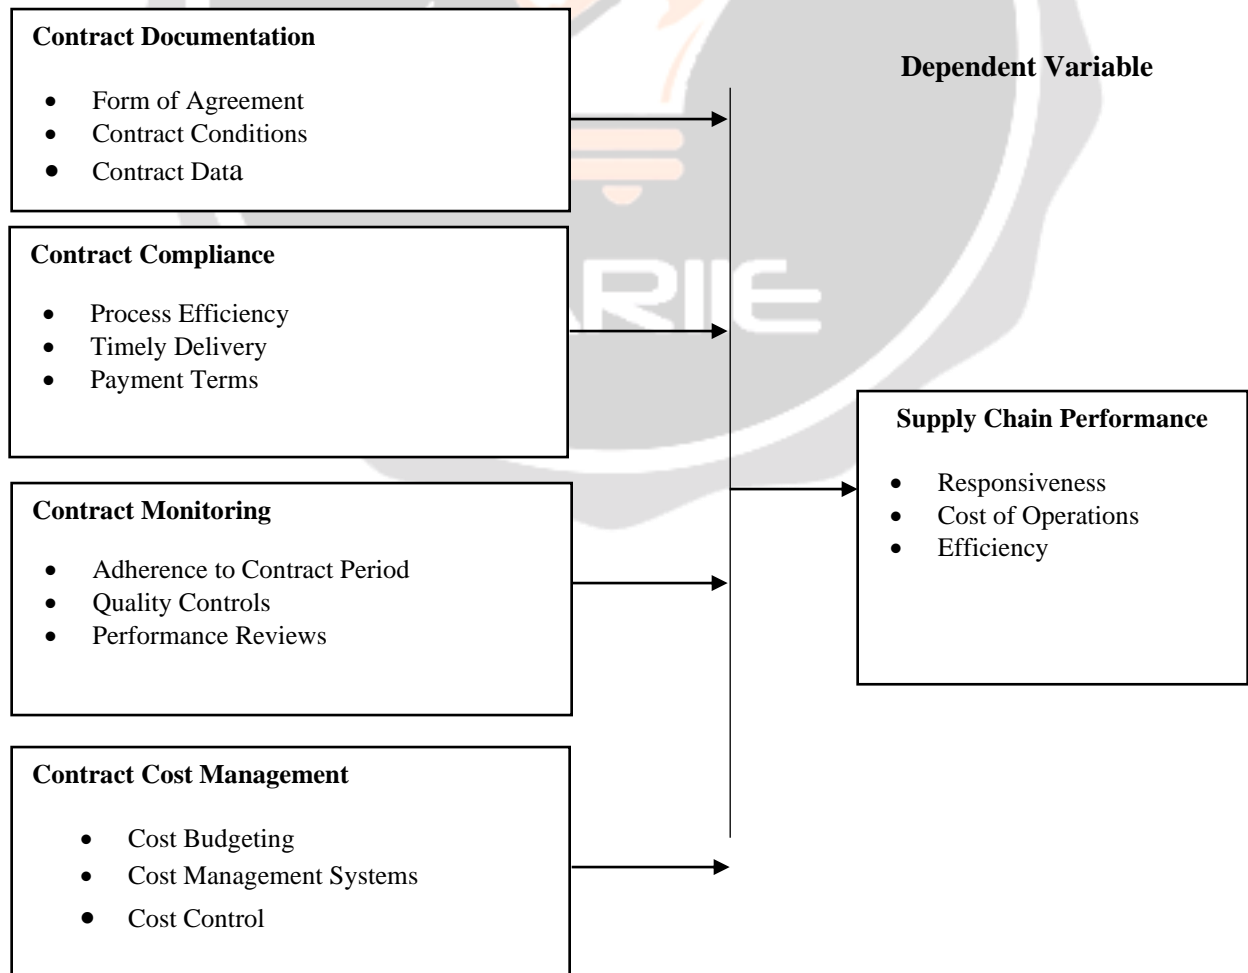 Contract Documentation
• Form of Agreement
• Contract Conditions
• Contract Data
Dependent Variable
Contract Compliance
• Process Efficiency
• Timely Delivery
• Payment Terms
Supply Chain Performance
• Responsiveness
• Cost of Operations
• Efficiency
Contract Monitoring
• Adherence to Contract Period
• Quality Controls
• Performance Reviews
Contract Cost Management
• Cost Budgeting
• Cost Management Systems
• Cost Control